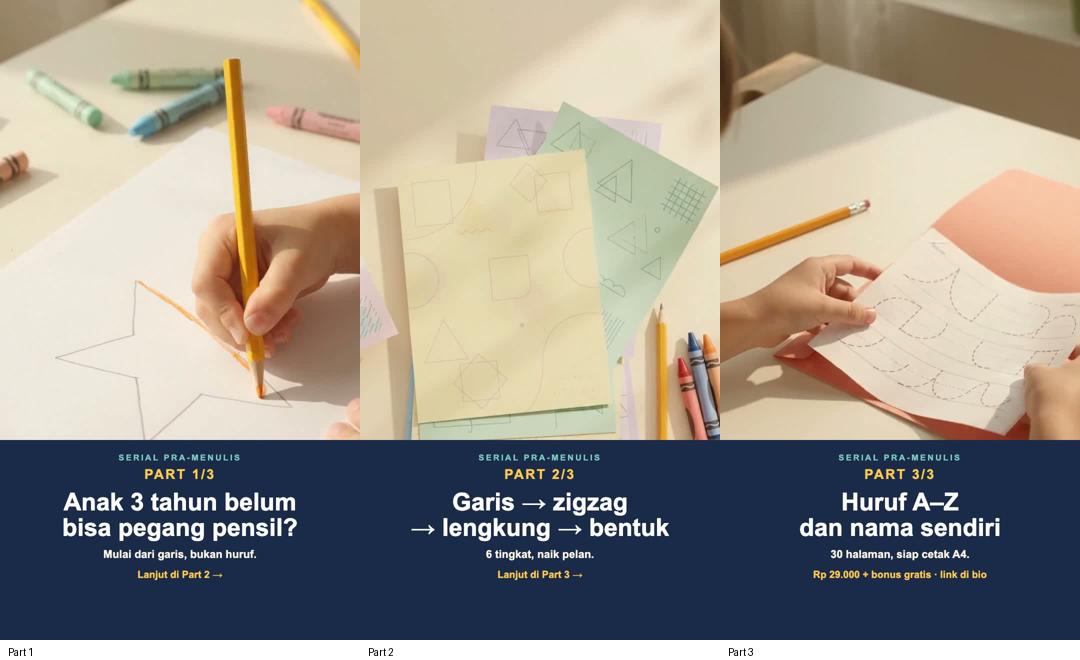 SERIAL PRA-MENULIS
PART 1/3
Anak 3 tahun belum
bisa pegang pensil?
Mulai dari garis, bukan huruf.
Lanjut di Part 2 →
Part 1
SERIAL PRA-MENULIS
PART 2/3
Garis → zigzag
→ lengkung → bentuk
6 tingkat, naik pelan.
Lanjut di Part 3 →
Part 2
SERIAL PRA-MENULIS
PART 3/3
Huruf A–Z
dan nama sendiri
30 halaman, siap cetak A4.
Rp 29.000 + bonus gratis · link di bio
Part 3